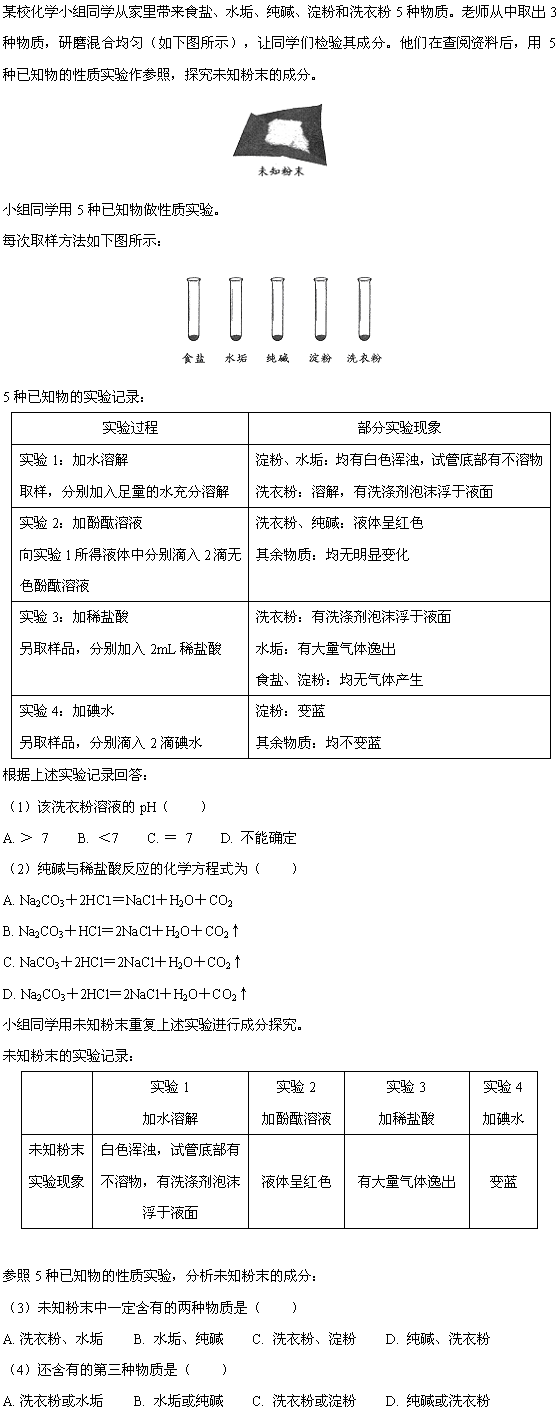 某校化学小组同学从家里带来食盐、水垢、纯碱、淀粉和洗衣粉 5 种物质。老师从中取出 3
种物质，研磨混合均匀（如下图所示），让同学们检验其成分。他们在查阅资料后，用 5
种已知物的性质实验作参照，探究未知粉末的成分。
未知粉末
小组同学用 5 种已知物做性质实验。
每次取样方法如下图所示：
食盐 水垢 纯碱 淀粉 洗衣粉
5 种已知物的实验记录：
实验过程 部分实验现象
实验 1：加水溶解
取样，分别加入足量的水充分溶解
淀粉、水垢：均有白色浑浊，试管底部有不溶物
洗衣粉：溶解，有洗涤剂泡沫浮于液面
实验 2：加酚酞溶液
向实验 1 所得液体中分别滴入 2 滴无
色酚酞溶液
洗衣粉、纯碱：液体呈红色
其余物质：均无明显变化
实验 3：加稀盐酸
另取样品，分别加入 2mL 稀盐酸
洗衣粉：有洗涤剂泡沫浮于液面
水垢：有大量气体逸出
食盐、淀粉：均无气体产生
实验 4：加碘水
另取样品，分别滴入 2 滴碘水
淀粉：变蓝
其余物质：均不变蓝
根据上述实验记录回答：
（1）该洗衣粉溶液的 pH（　　）
A. ＞ 7　B. ＜7　C. ＝ 7　D. 不能确定
（2）纯碱与稀盐酸反应的化学方程式为（　　）
A. Na₂CO₃＋2HCl＝NaCl＋H₂O＋CO₂
B. Na₂CO₃＋HCl＝2NaCl＋H₂O＋CO₂↑
C. NaCO₃＋2HCl＝2NaCl＋H₂O＋CO₂↑
D. Na₂CO₃＋2HCl＝2NaCl＋H₂O＋CO₂↑
小组同学用未知粉末重复上述实验进行成分探究。
未知粉末的实验记录：
实验 1 实验 2 实验 3 实验 4
加水溶解 加酚酞溶液 加稀盐酸 加碘水
未知粉末
实验现象
白色浑浊，试管底部有
不溶物，有洗涤剂泡沫
浮于液面
液体呈红色 有大量气体逸出 变蓝
参照 5 种已知物的性质实验，分析未知粉末的成分：
（3）未知粉末中一定含有的两种物质是（　　）
A. 洗衣粉、水垢　B. 水垢、纯碱　C. 洗衣粉、淀粉　D. 纯碱、洗衣粉
（4）还含有的第三种物质是（　　）
A. 洗衣粉或水垢　B. 水垢或纯碱　C. 洗衣粉或淀粉　D. 纯碱或洗衣粉